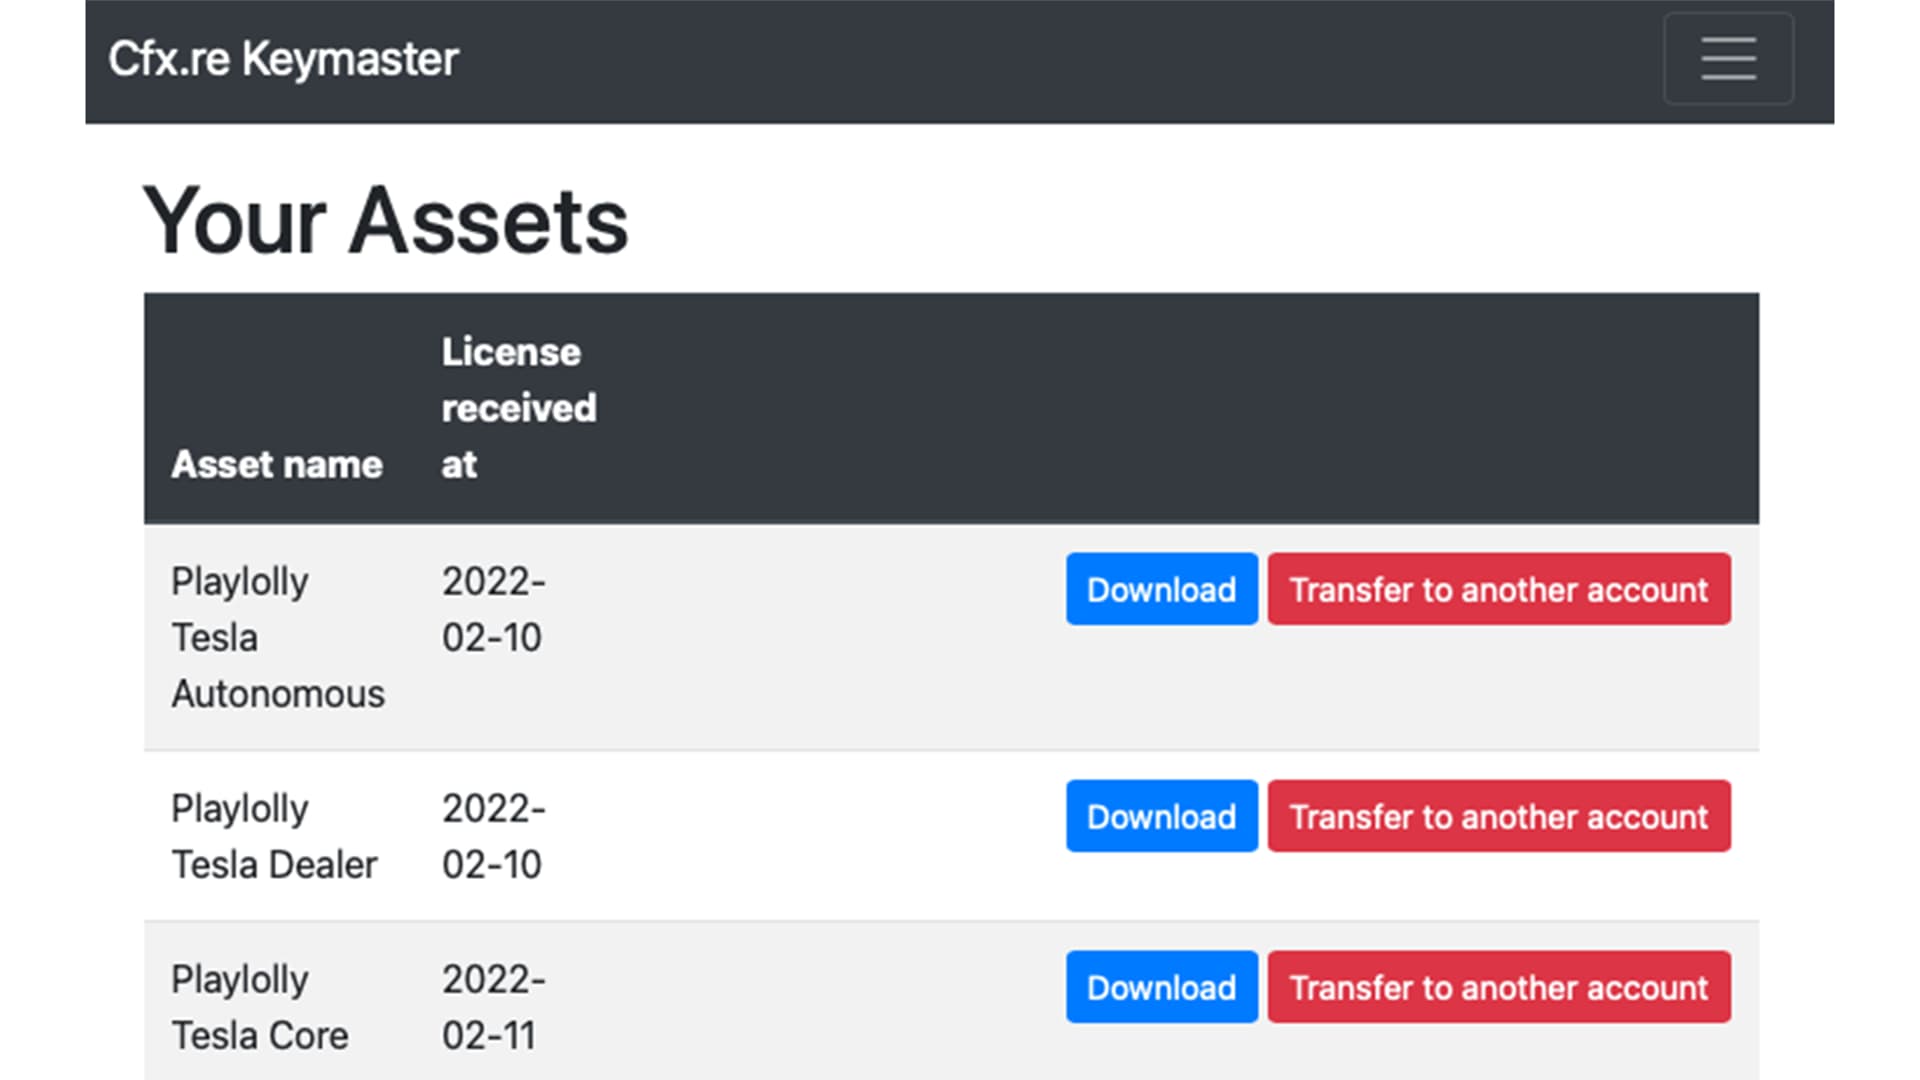 Cfx.re Keymaster
Your Assets
Asset name
License
received
at
Playlolly
Tesla
Autonomous
2022-
02-10
Download
Transfer to another account
Playlolly
Tesla Dealer
2022-
02-10
Download
Transfer to another account
Playlolly
Tesla Core
2022-
02-11
Download
Transfer to another account